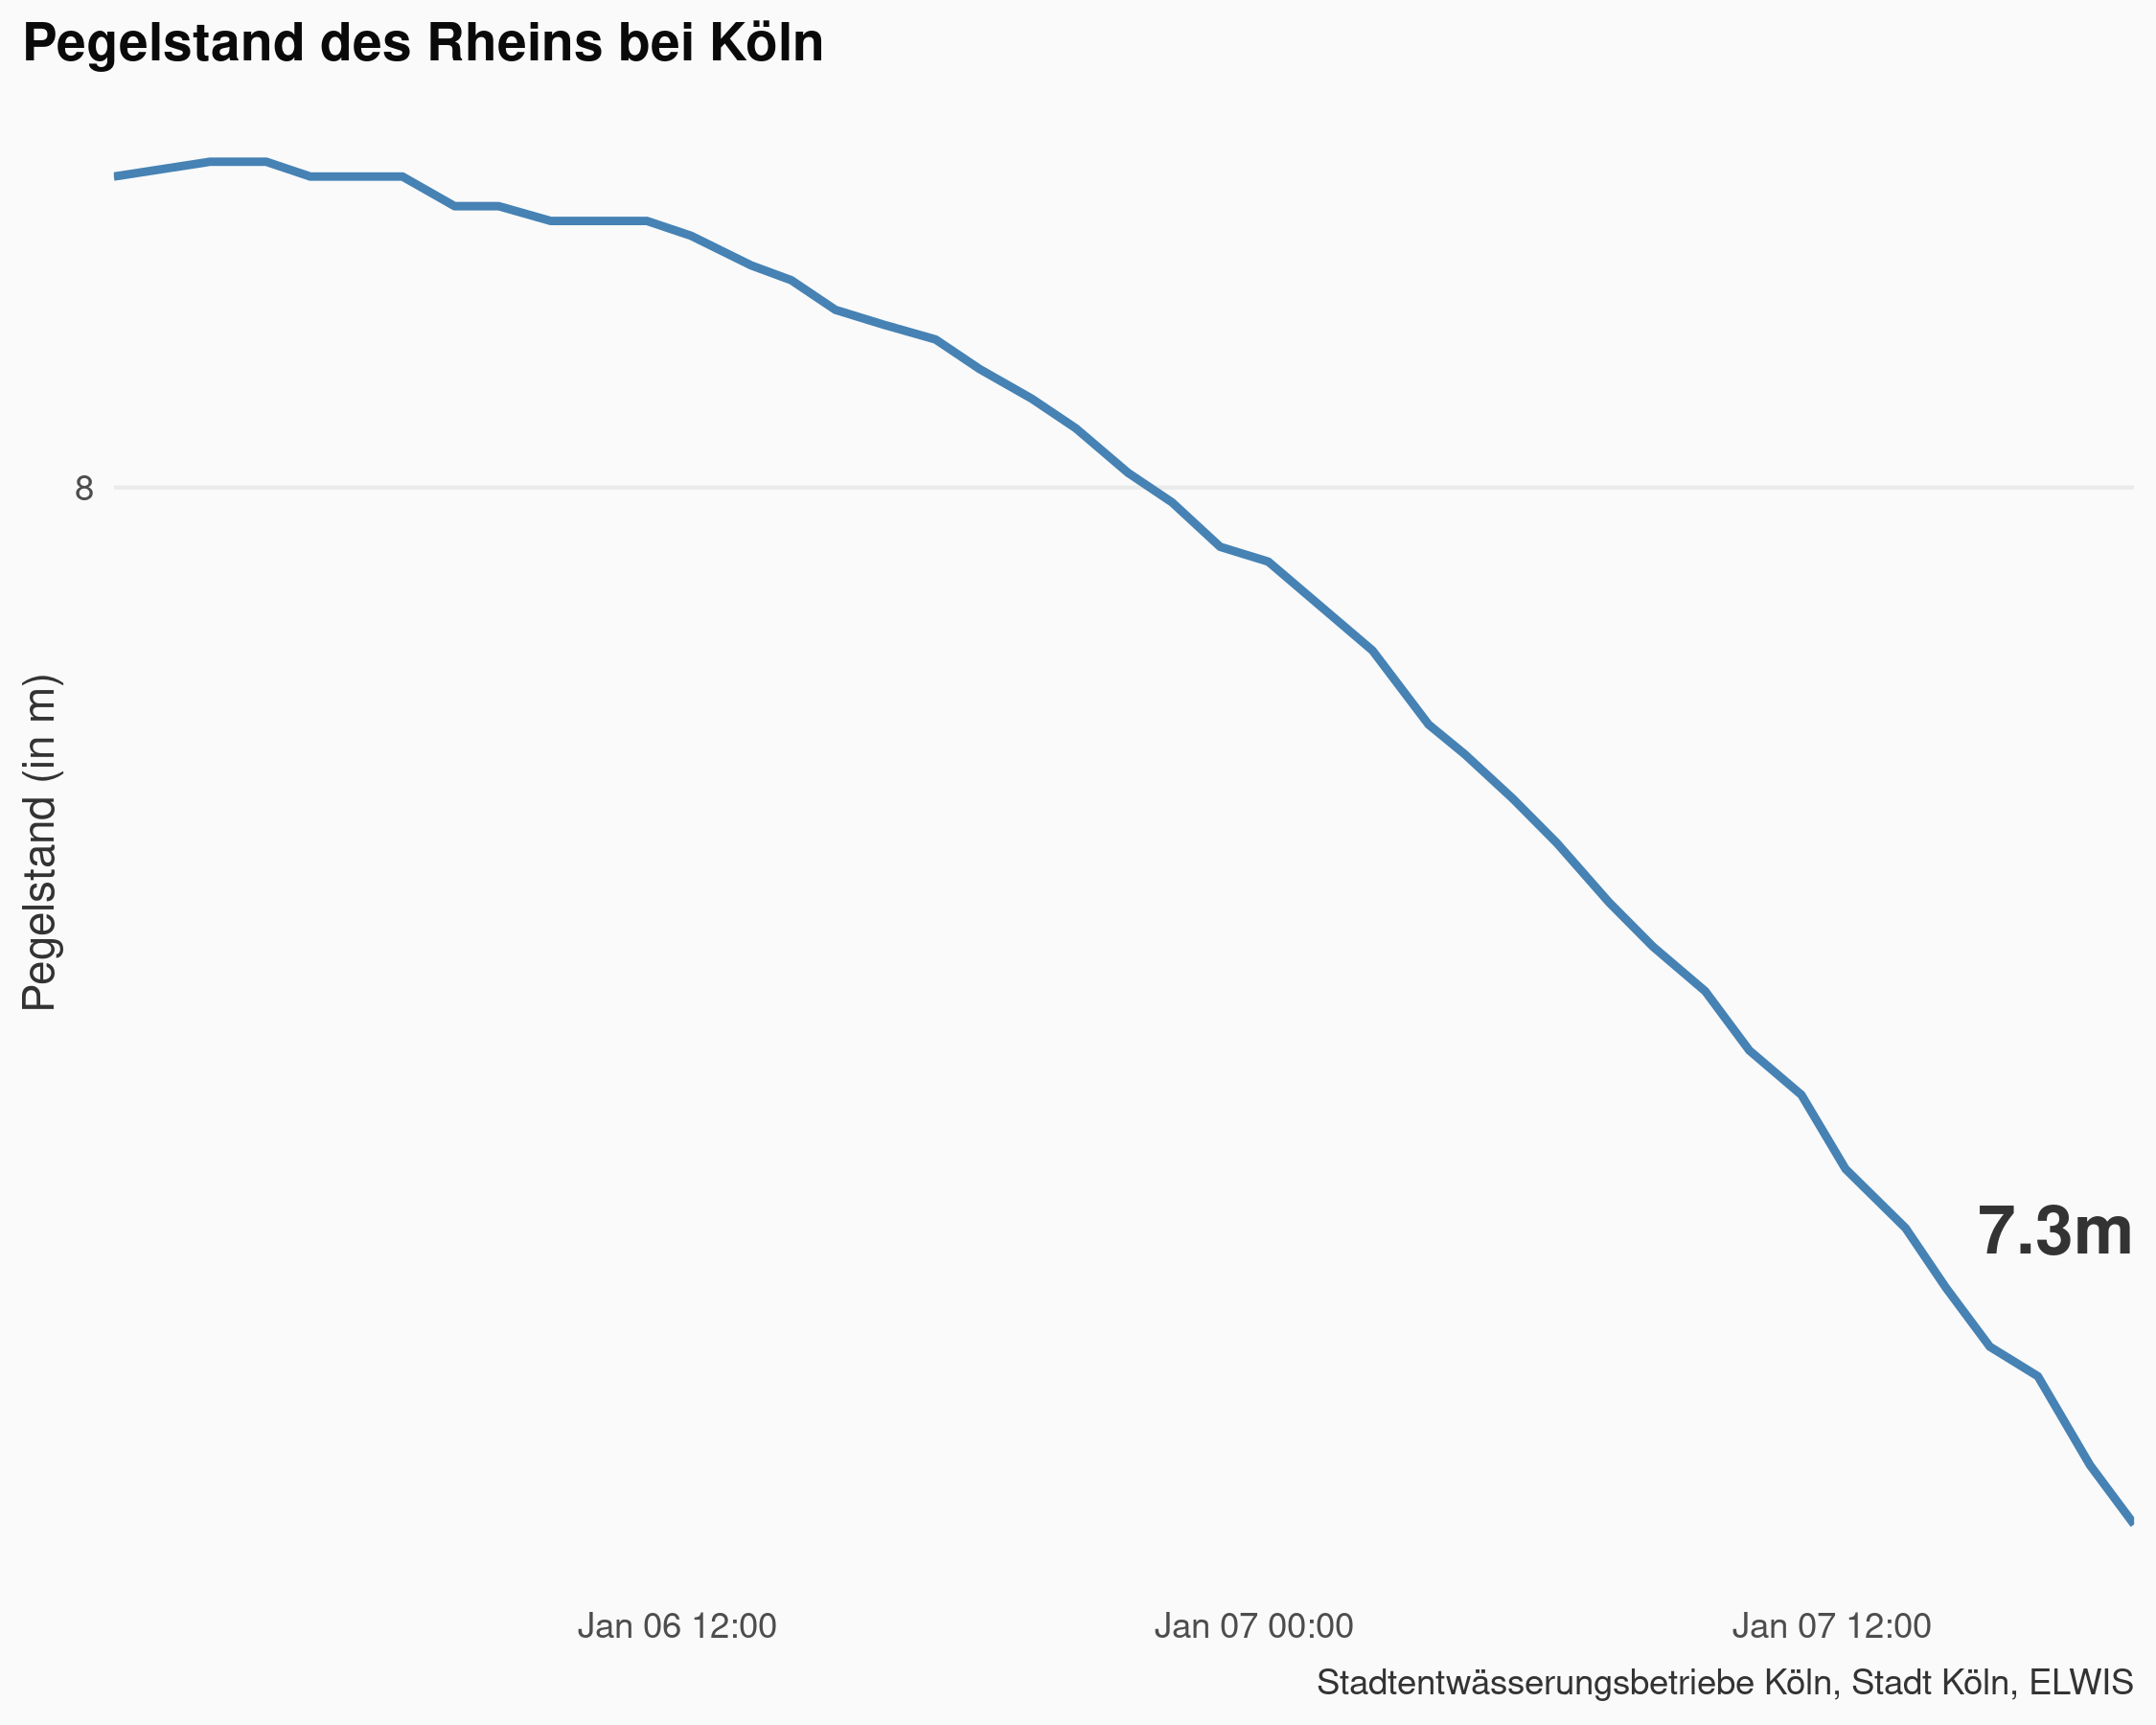 Pegelstand des Rheins bei Köln
8
Pegelstand (in m)
7.3m
Jan 06 12:00
Jan 07 00:00
Jan 07 12:00
Stadtentwässerungsbetriebe Köln, Stadt Köln, ELWIS